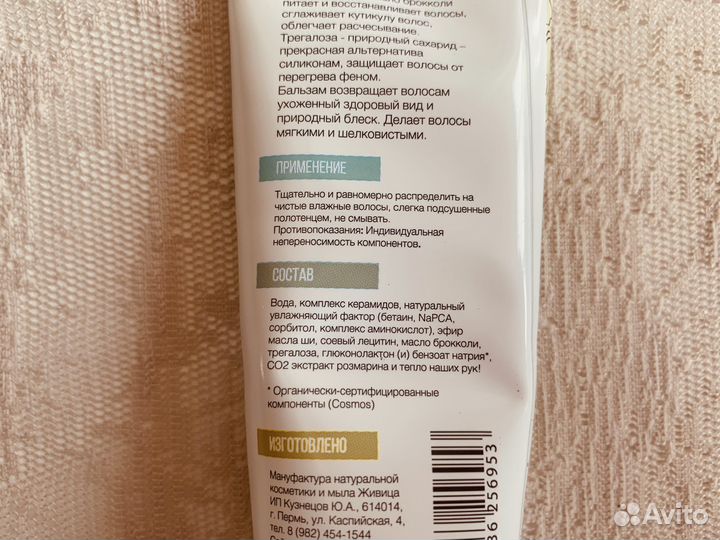 брокколи
питает и восстанавливает волосы,
сглаживает кутикулу волос,
облегчает расчесывание.
Трегалоза - природный сахарид –
прекрасная альтернатива
силиконам, защищает волосы от
перегрева феном.
Бальзам возвращает волосам
ухоженный здоровый вид и
природный блеск. Делает волосы
мягкими и шелковистыми.
ПРИМЕНЕНИЕ
Тщательно и равномерно распределить на
чистые влажные волосы, слегка подсушенные
полотенцем, не смывать.
Противопоказания: Индивидуальная
непереносимость компонентов.
СОСТАВ
Вода, комплекс керамидов, натуральный
увлажняющий фактор (бетаин, NaPCA,
сорбитол, комплекс аминокислот), эфир
масла ши, соевый лецитин, масло брокколи,
трегалоза, глюконолактон (и) бензоат натрия*,
СО2 экстракт розмарина и тепло наших рук!
* Органически-сертифицированные
компоненты (Cosmos)
ИЗГОТОВЛЕНО
Мануфактура натуральной
косметики и мыла Живица
ИП Кузнецов Ю.А., 614014,
г. Пермь, ул. Каспийская, 4,
тел. 8 (982) 454-1544
256953
Avito